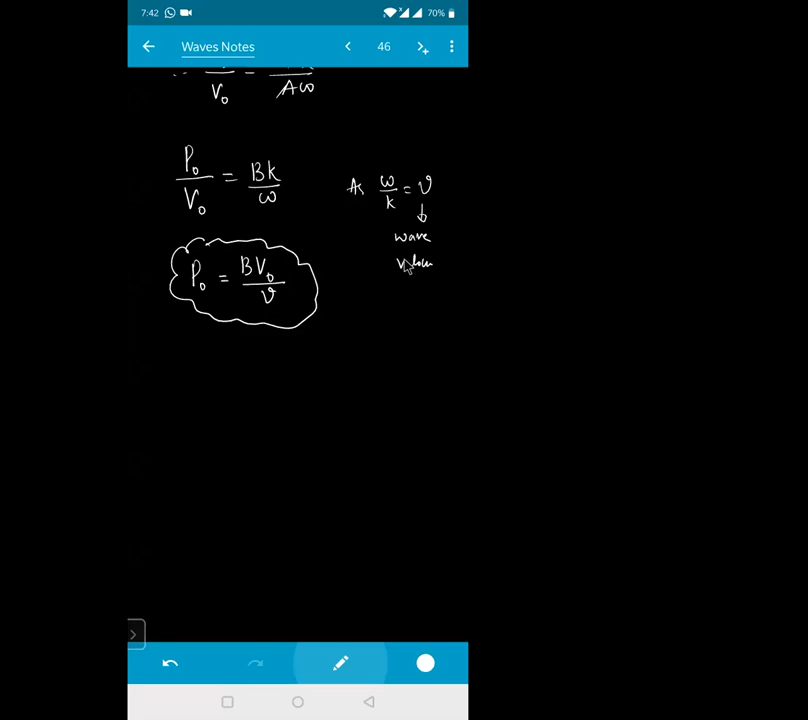 7:42 70%
Waves Notes 46
V₀ = Aω
P₀/V₀ = Bk/ω
As ω/k = v
wave
P₀ = BV₀/v